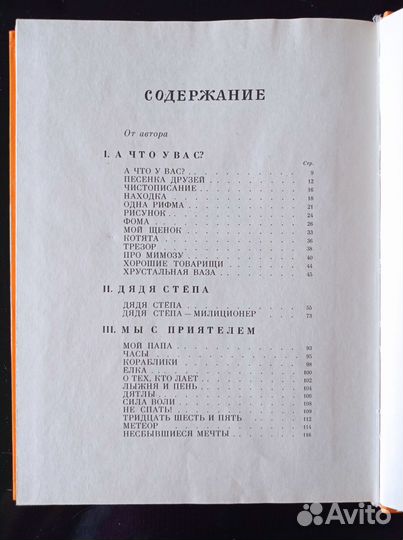 СОДЕРЖАНИЕ
От автора
I. А ЧТО У ВАС?
Стр.
А ЧТО У ВАС? . . . . . . . . . . 9
ПЕСЕНКА ДРУЗЕЙ . . . . . . . . . 12
ЧИСТОПИСАНИЕ . . . . . . . . . 16
НАХОДКА . . . . . . . . . . 18
ОДНА РИФМА . . . . . . . . . . 21
РИСУНОК . . . . . . . . . . 24
ФОМА . . . . . . . . . . 26
МОЙ ЩЕНОК . . . . . . . . . . 33
КОТЯТА . . . . . . . . . . 36
ТРЕЗОР . . . . . . . . . . 38
ПРО МИМОЗУ . . . . . . . . . . 40
ХОРОШИЕ ТОВАРИЩИ . . . . . . . . 44
ХРУСТАЛЬНАЯ ВАЗА . . . . . . . . 45
II. ДЯДЯ СТЁПА
ДЯДЯ СТЁПА . . . . . . . . . . 55
ДЯДЯ СТЁПА — МИЛИЦИОНЕР . . . . . . 73
III. МЫ С ПРИЯТЕЛЕМ
МОЙ ПАПА . . . . . . . . . . 93
ЧАСЫ . . . . . . . . . . 95
КОРАБЛИКИ . . . . . . . . . . 98
ЕЛКА . . . . . . . . . . 100
О ТЕХ, КТО ЛАЕТ . . . . . . . . . 102
ЛЫЖНЯ И ПЕНЬ . . . . . . . . . 104
ДЯТЛЫ . . . . . . . . . . 106
СИЛА ВОЛИ . . . . . . . . . . 108
НЕ СПАТЬ! . . . . . . . . . . 109
ТРИДЦАТЬ ШЕСТЬ И ПЯТЬ . . . . . . . 112
МЕТЕОР . . . . . . . . . . 114
НЕСБЫВШИЕСЯ МЕЧТЫ . . . . . . . . 116
Avito